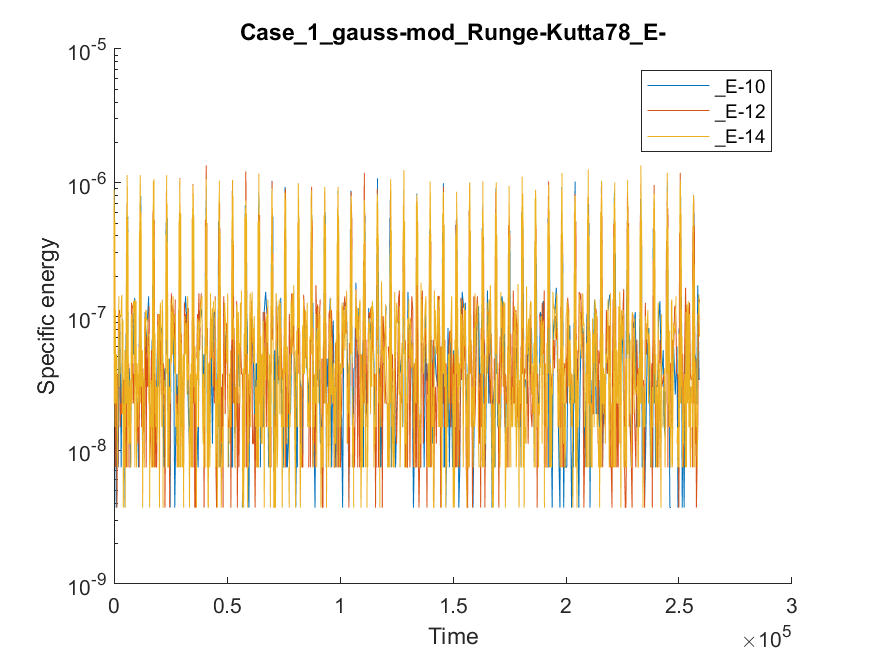 Case_1_gauss-mod_Runge-Kutta78_E-
_E-10
_E-12
_E-14
10^-5
10^-6
10^-7
10^-8
10^-9
Specific energy
0 0.5 1 1.5 2 2.5 3
Time
×10^5